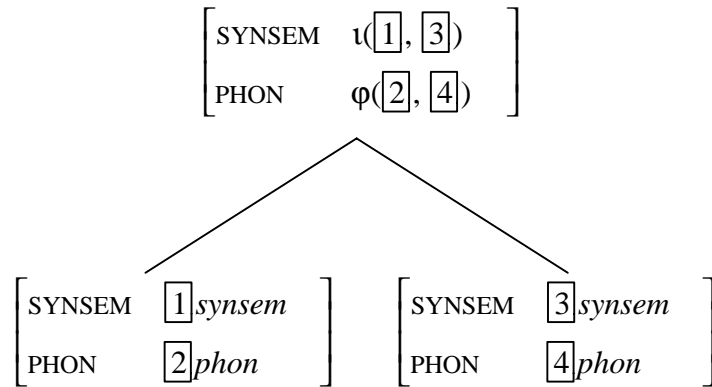 SYNSEM ι(1, 3)
PHON φ(2, 4)
SYNSEM 1 synsem SYNSEM 3 synsem
PHON 2 phon PHON 4 phon